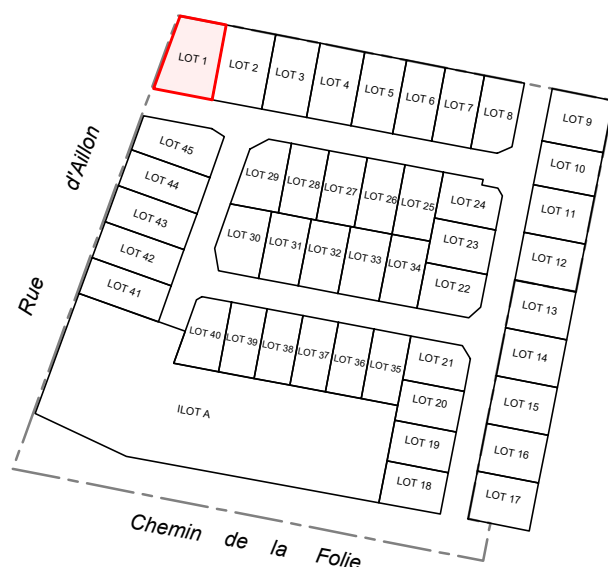 LOT 1
LOT 2
LOT 3
LOT 4
LOT 5
LOT 6
LOT 7
LOT 8
LOT 9
LOT 10
LOT 11
LOT 12
LOT 13
LOT 14
LOT 15
LOT 16
LOT 17
LOT 45
LOT 44
LOT 43
LOT 42
LOT 41
LOT 29
LOT 28
LOT 27
LOT 26
LOT 25
LOT 24
LOT 23
LOT 22
LOT 30
LOT 31
LOT 32
LOT 33
LOT 34
LOT 40
LOT 39
LOT 38
LOT 37
LOT 36
LOT 35
LOT 21
LOT 20
LOT 19
LOT 18
ILOT A
Rue d'Aillon
Chemin de la Folie